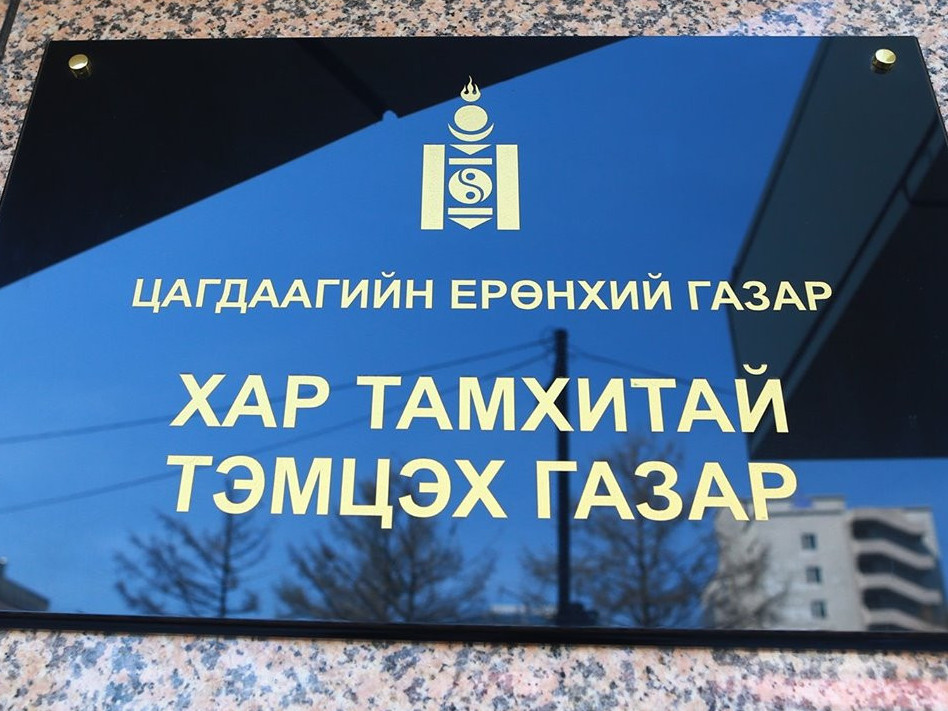 ЦАГДААГИЙН ЕРӨНХИЙ ГАЗАР
ХАР ТАМХИТАЙ
ТЭМЦЭХ ГАЗАР